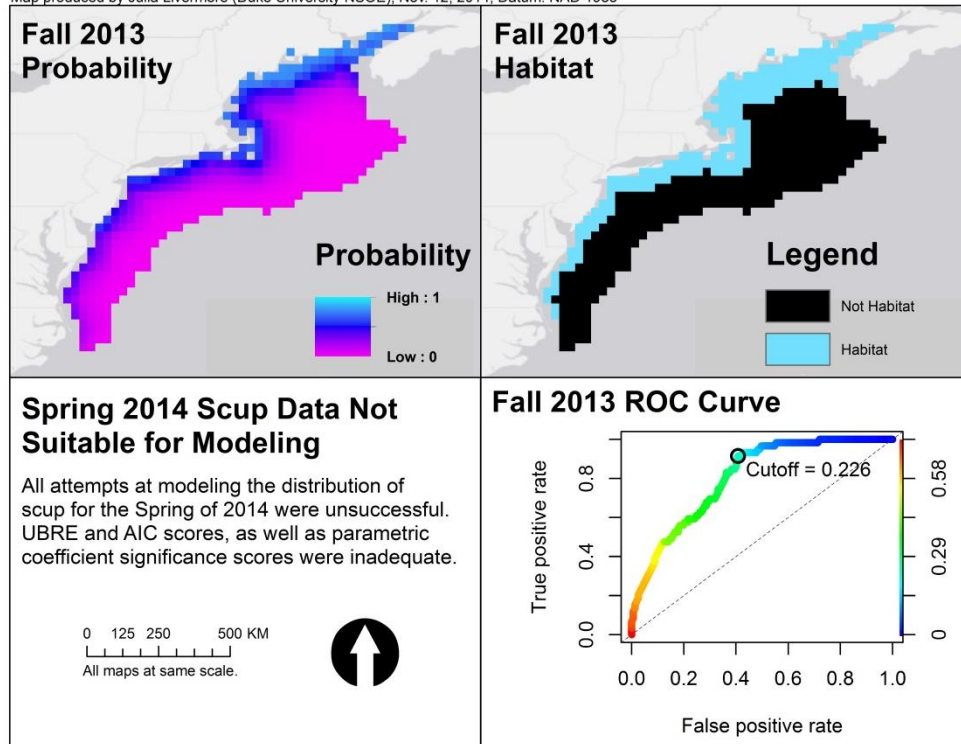 Fall 2013
Probability
Probability
High : 1
Low : 0
Fall 2013
Habitat
Legend
Not Habitat
Habitat
Spring 2014 Scup Data Not
Suitable for Modeling
All attempts at modeling the distribution of
scup for the Spring of 2014 were unsuccessful.
UBRE and AIC scores, as well as parametric
coefficient significance scores were inadequate.
0 125 250 500 KM
All maps at same scale.
Fall 2013 ROC Curve
True positive rate
0.8
0.4
0.0
Cutoff = 0.226
0.58
0.29
0
0.0 0.2 0.4 0.6 0.8 1.0
False positive rate